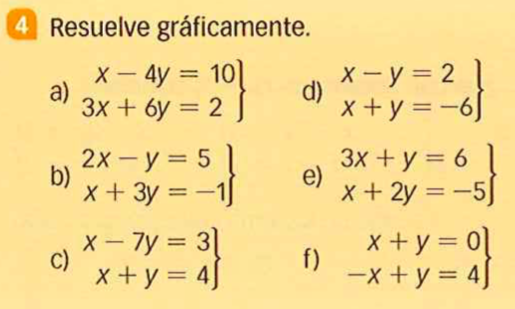 4 Resuelve gráficamente.
a) x – 4y = 10
3x + 6y = 2 }
d) x – y = 2
x + y = –6 }
b) 2x – y = 5
x + 3y = –1 }
e) 3x + y = 6
x + 2y = –5 }
c) x – 7y = 3
x + y = 4 }
f) x + y = 0
–x + y = 4 }